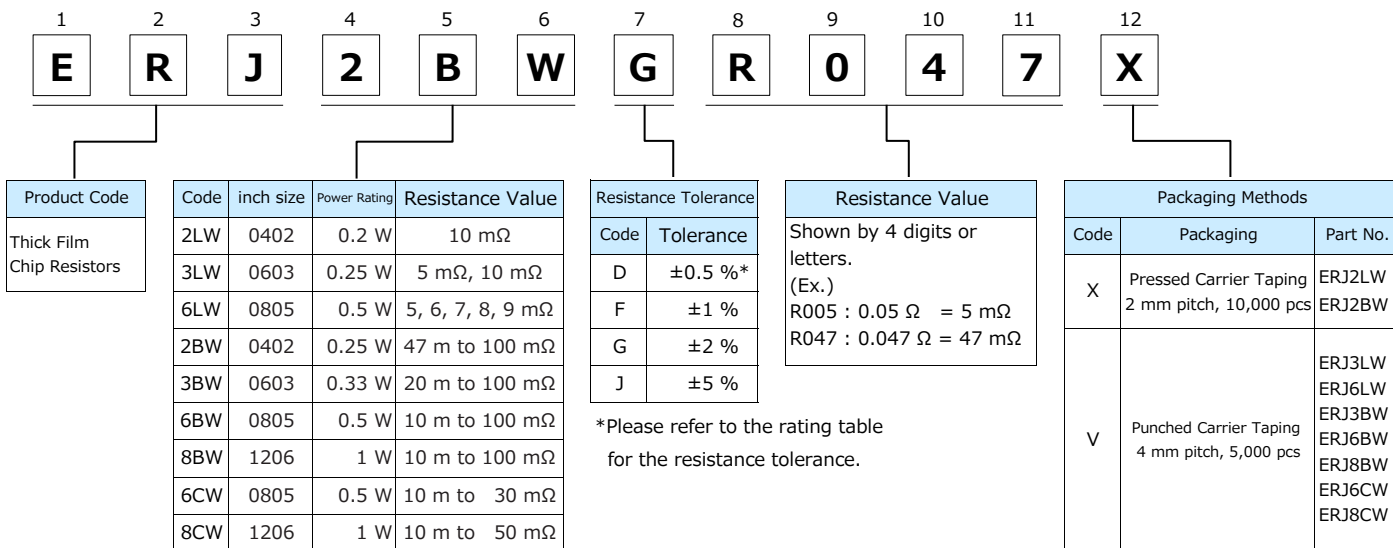 1 2 3 4 5 6 7 8 9 10 11 12
E R J 2 B W G R 0 4 7 X
Product Code
Thick Film
Chip Resistors
Code inch size Power Rating Resistance Value
2LW 0402 0.2 W 10 mΩ
3LW 0603 0.25 W 5 mΩ, 10 mΩ
6LW 0805 0.5 W 5, 6, 7, 8, 9 mΩ
2BW 0402 0.25 W 47 m to 100 mΩ
3BW 0603 0.33 W 20 m to 100 mΩ
6BW 0805 0.5 W 10 m to 100 mΩ
8BW 1206 1 W 10 m to 100 mΩ
6CW 0805 0.5 W 10 m to 30 mΩ
8CW 1206 1 W 10 m to 50 mΩ
Resistance Tolerance
Code Tolerance
D ±0.5 %*
F ±1 %
G ±2 %
J ±5 %
*Please refer to the rating table
for the resistance tolerance.
Resistance Value
Shown by 4 digits or
letters.
(Ex.)
R005 : 0.05 Ω = 5 mΩ
R047 : 0.047 Ω = 47 mΩ
Packaging Methods
Code Packaging Part No.
X Pressed Carrier Taping
2 mm pitch, 10,000 pcs
ERJ2LW
ERJ2BW
V Punched Carrier Taping
4 mm pitch, 5,000 pcs
ERJ3LW
ERJ6LW
ERJ3BW
ERJ6BW
ERJ8BW
ERJ6CW
ERJ8CW